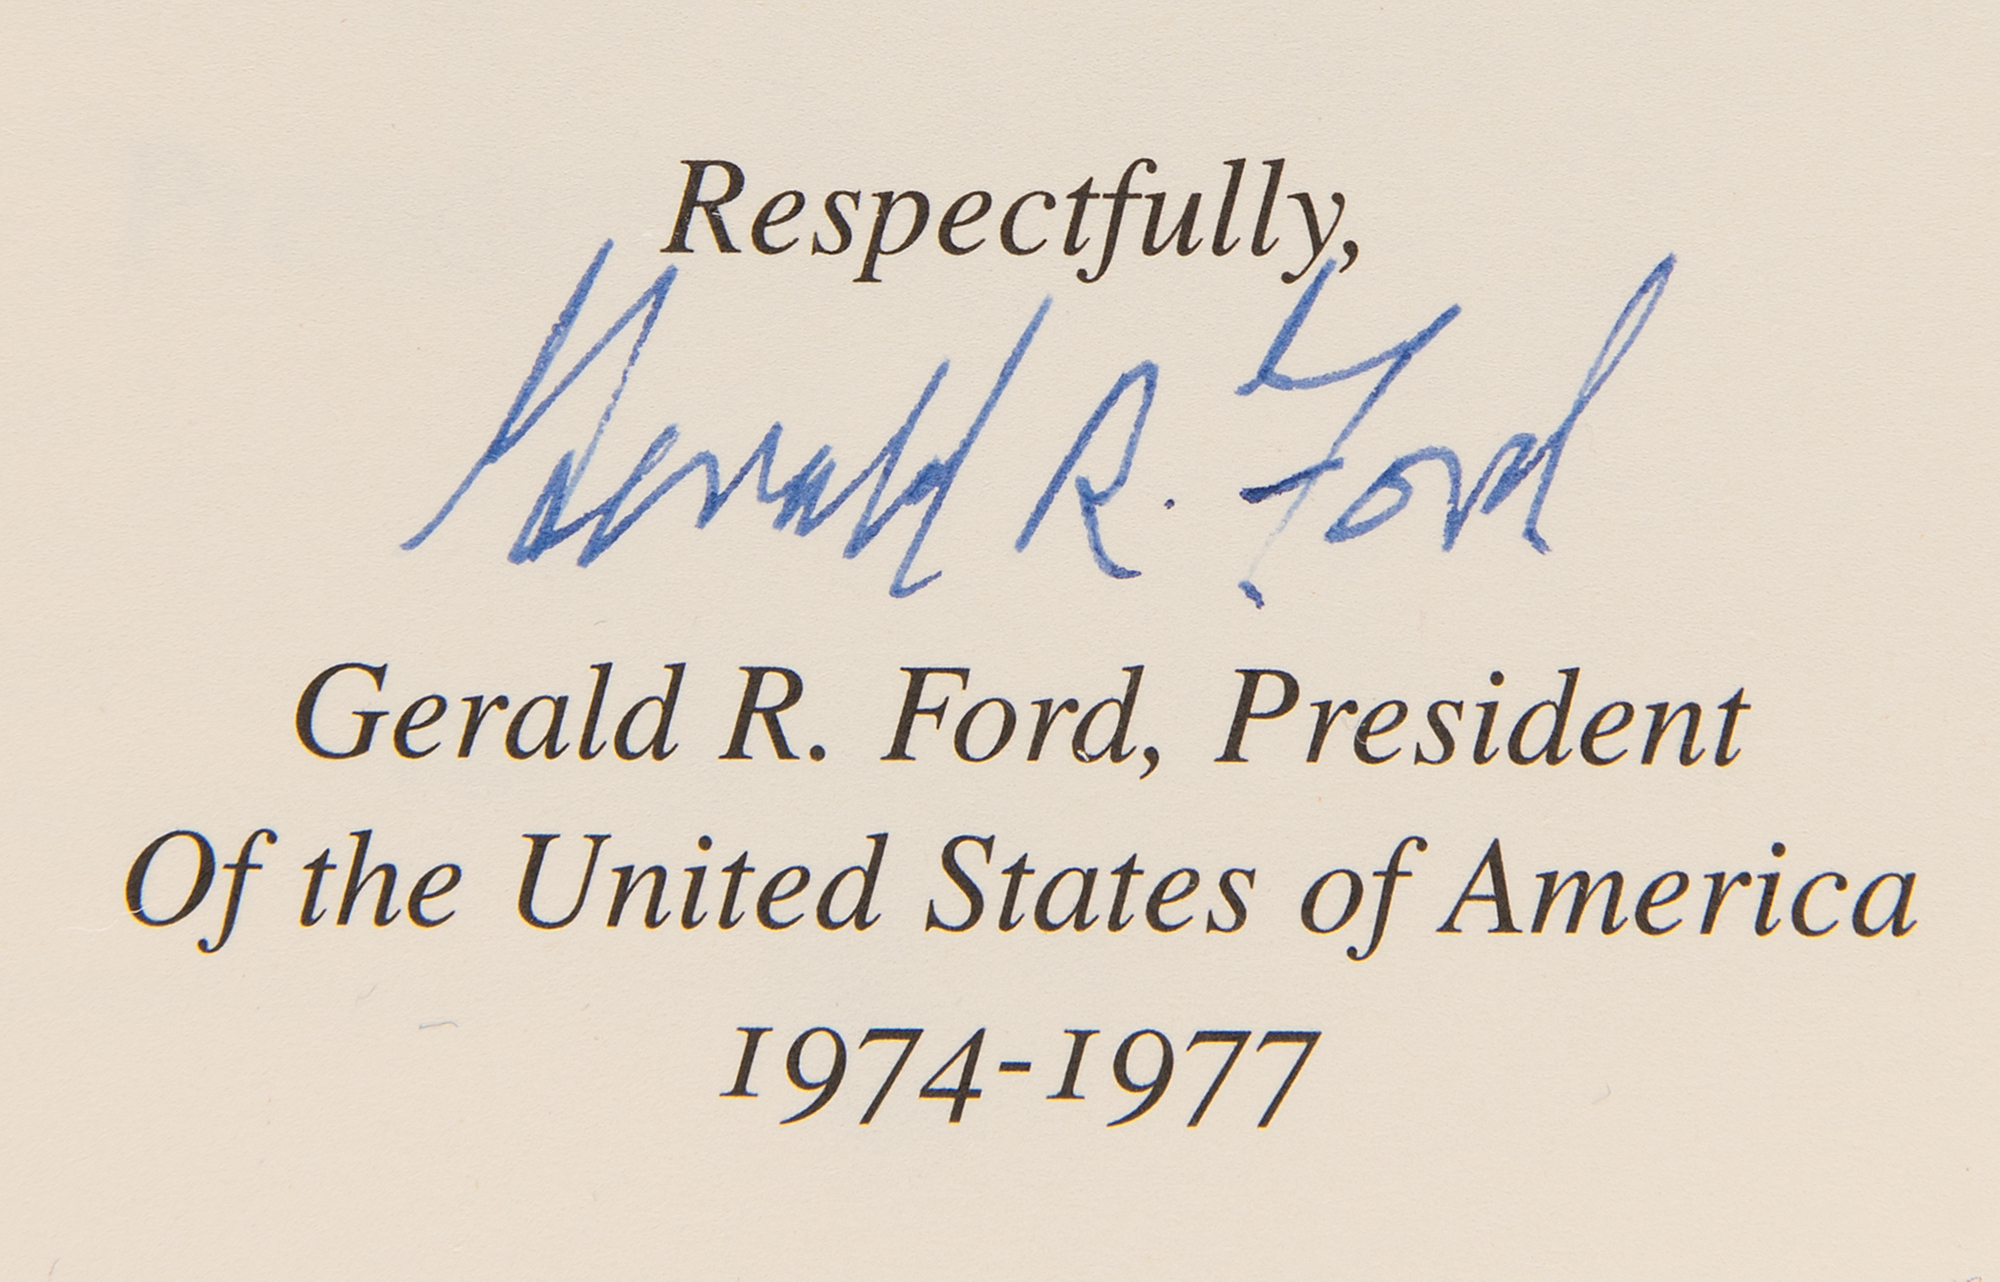 Respectfully,
Gerald R. Ford
Gerald R. Ford, President
Of the United States of America
1974-1977